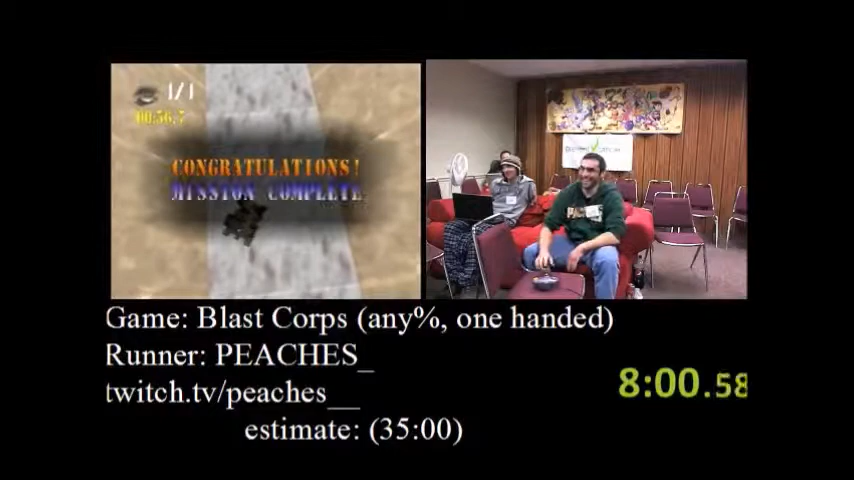 1/1
00:56.7
CONGRATULATIONS!
MISSION COMPLETE
Game: Blast Corps (any%, one handed)
Runner: PEACHES_
twitch.tv/peaches__
8:00.58
estimate: (35:00)